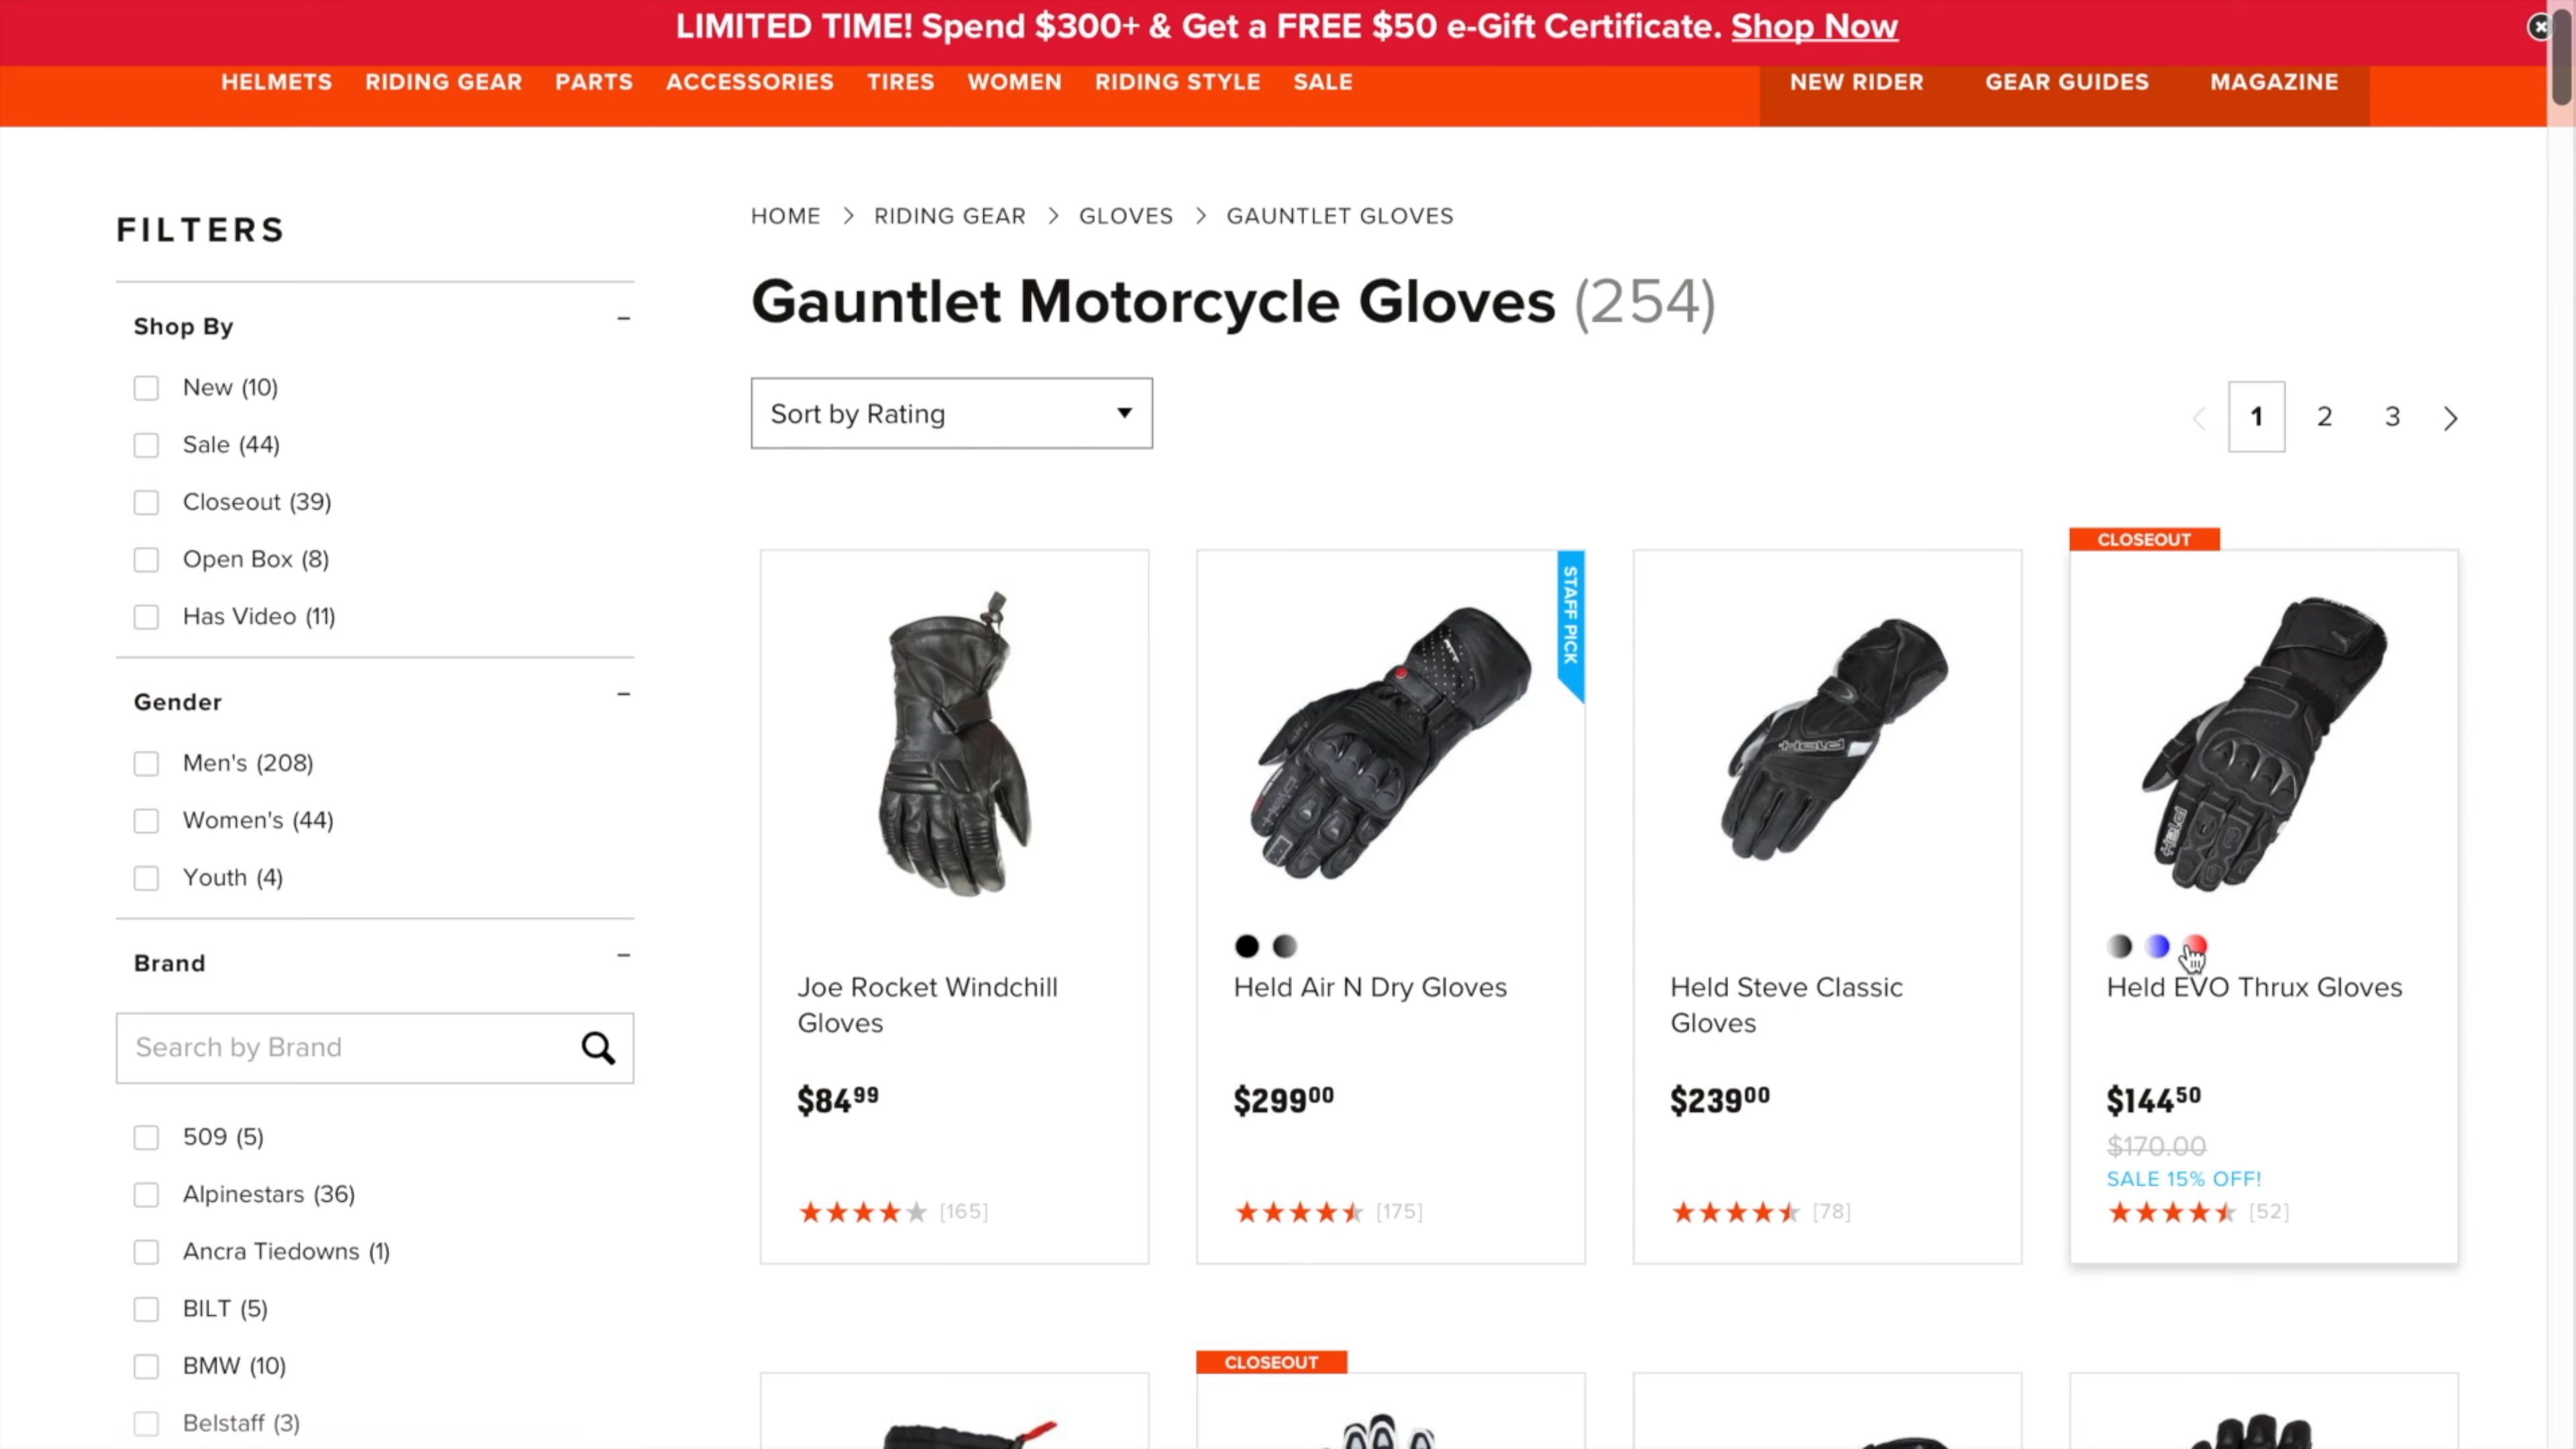 LIMITED TIME! Spend $300+ & Get a FREE $50 e-Gift Certificate. Shop Now
HELMETS RIDING GEAR PARTS ACCESSORIES TIRES WOMEN RIDING STYLE SALE NEW RIDER GEAR GUIDES MAGAZINE
FILTERS
Shop By
New (10)
Sale (44)
Closeout (39)
Open Box (8)
Has Video (11)
Gender
Men's (208)
Women's (44)
Youth (4)
Brand
Search by Brand
509 (5)
Alpinestars (36)
Ancra Tiedowns (1)
BILT (5)
BMW (10)
Belstaff (3)
HOME > RIDING GEAR > GLOVES > GAUNTLET GLOVES
Gauntlet Motorcycle Gloves (254)
Sort by Rating
1 2 3
Joe Rocket Windchill
Gloves
$84.99
[165]
STAFF PICK
Held
Held Air N Dry Gloves
$299.00
[175]
Held
Held Steve Classic
Gloves
$239.00
[78]
CLOSEOUT
Held
Held EVO Thrux Gloves
$144.50
$170.00
SALE 15% OFF!
[52]
CLOSEOUT